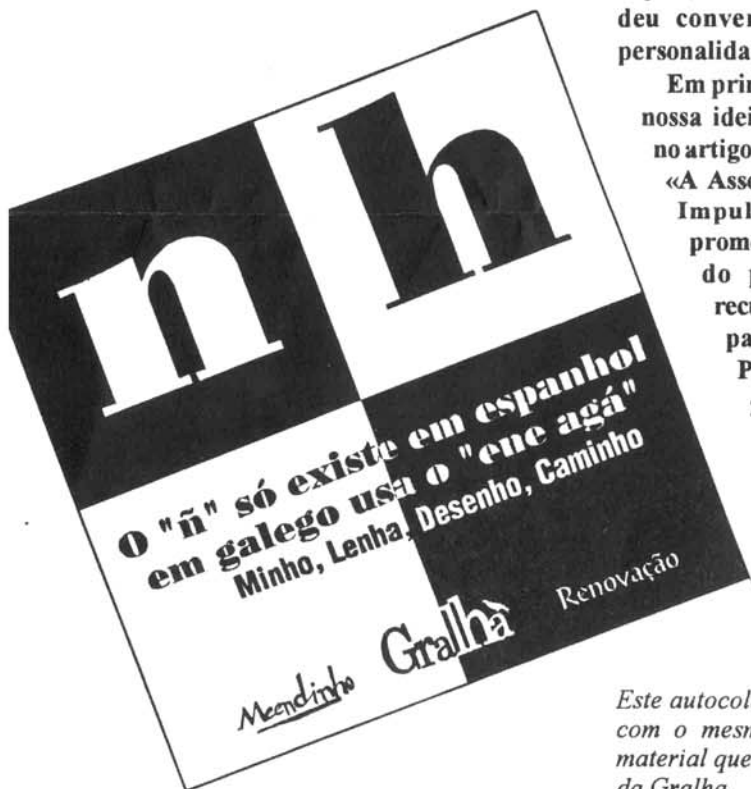 n h
O "ñ" só existe em espanhol
em galego usa o "ene agá"
Minho, Lenha, Desenho, Caminho
Meendinho Gralha Renovação
deu conver
personalida
Em prin
nossa idei
no artigo
«A Asso
Impul
prom
do p
recu
pa
P
Este autocol
com o mesm
material que
da Gralha